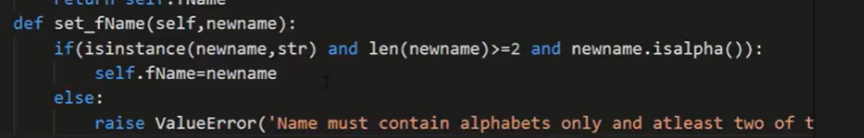 return self.fName
def set_fName(self,newname):
if(isinstance(newname,str) and len(newname)>=2 and newname.isalpha()):
self.fName=newname
else:
raise ValueError('Name must contain alphabets only and atleast two of t